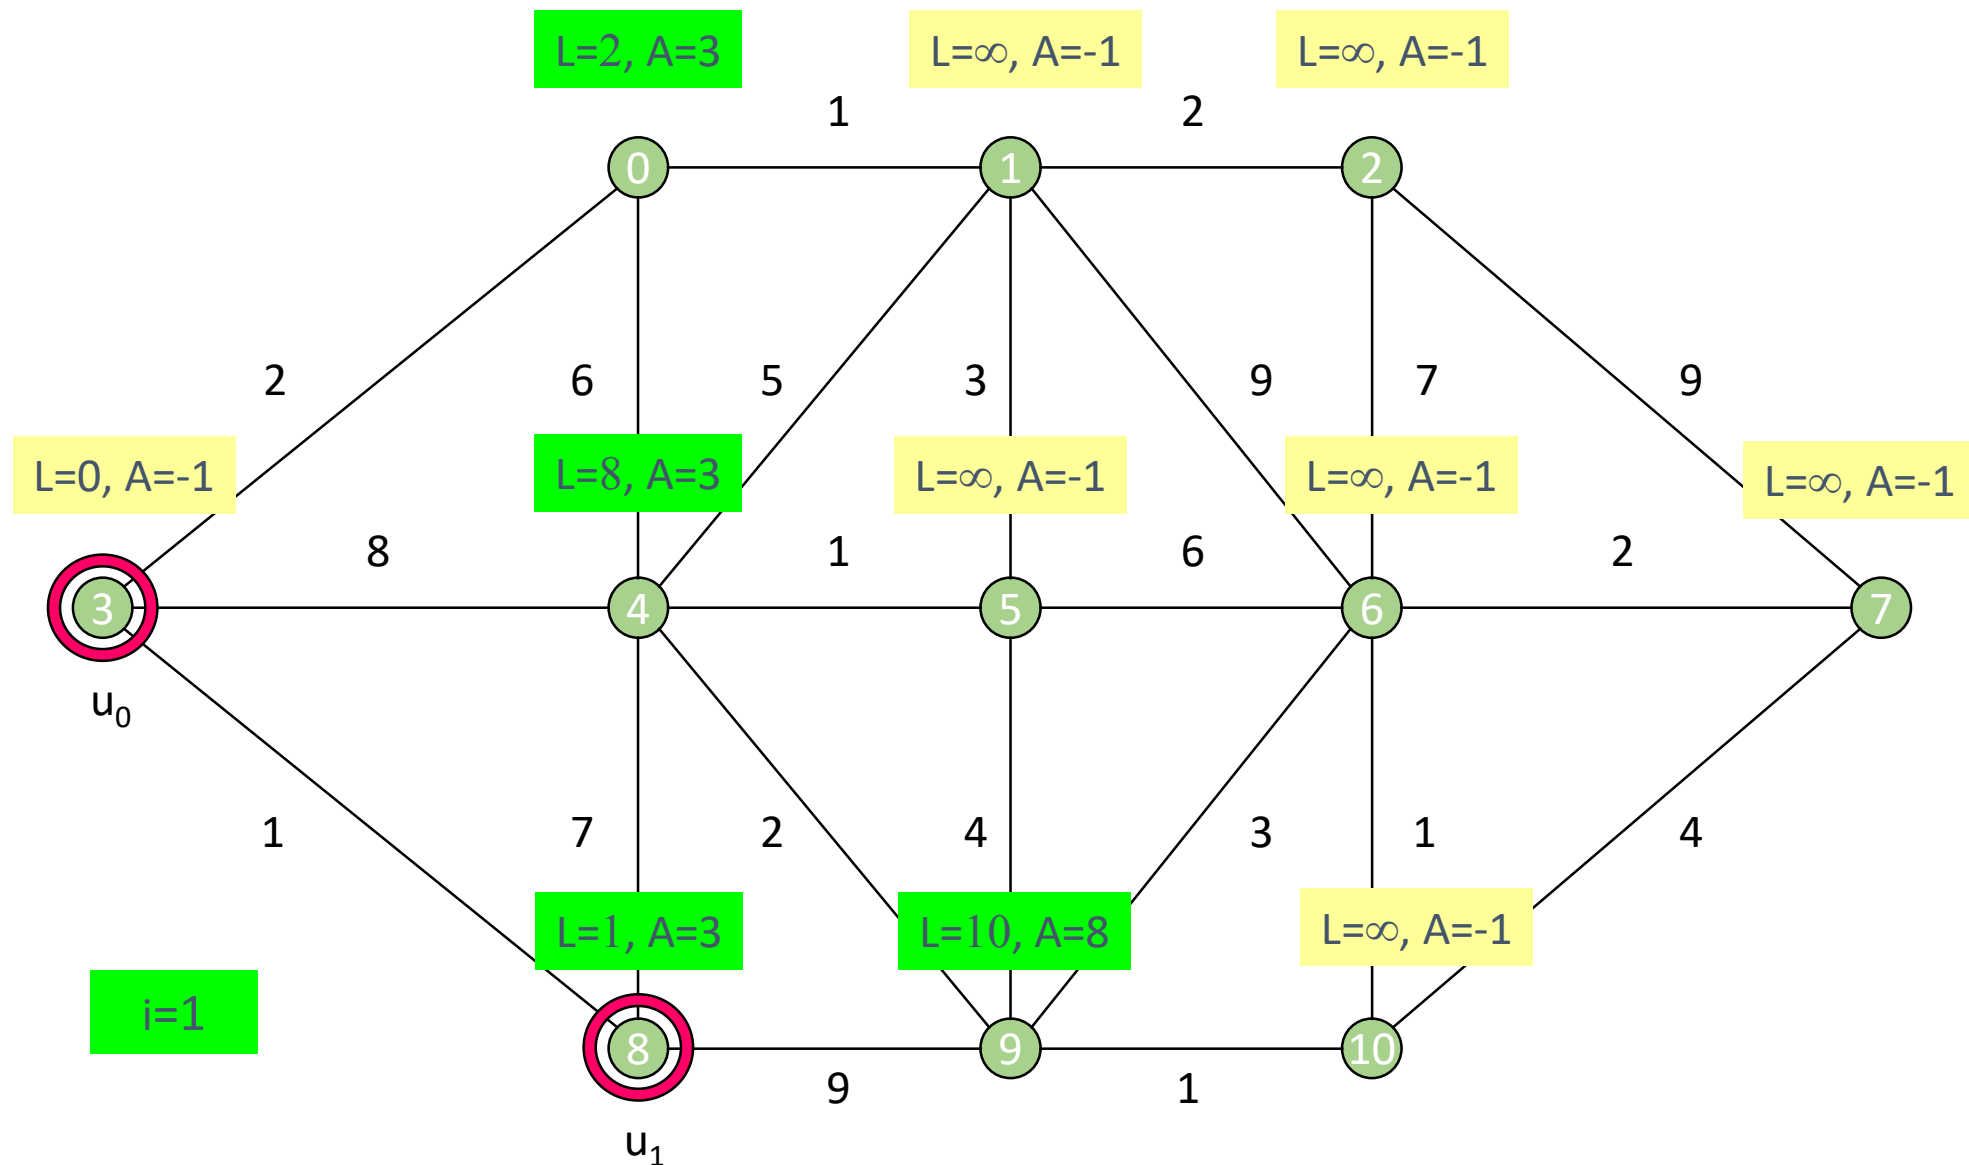 L=2, A=3
L=∞, A=-1
L=∞, A=-1
1
2
0
1
2
2
6
5
3
9
7
9
L=0, A=-1
L=8, A=3
L=∞, A=-1
L=∞, A=-1
L=∞, A=-1
8
1
6
2
3
4
5
6
7
u0
1
7
2
4
3
1
4
L=1, A=3
L=10, A=8
L=∞, A=-1
i=1
8
9
10
9
1
u1